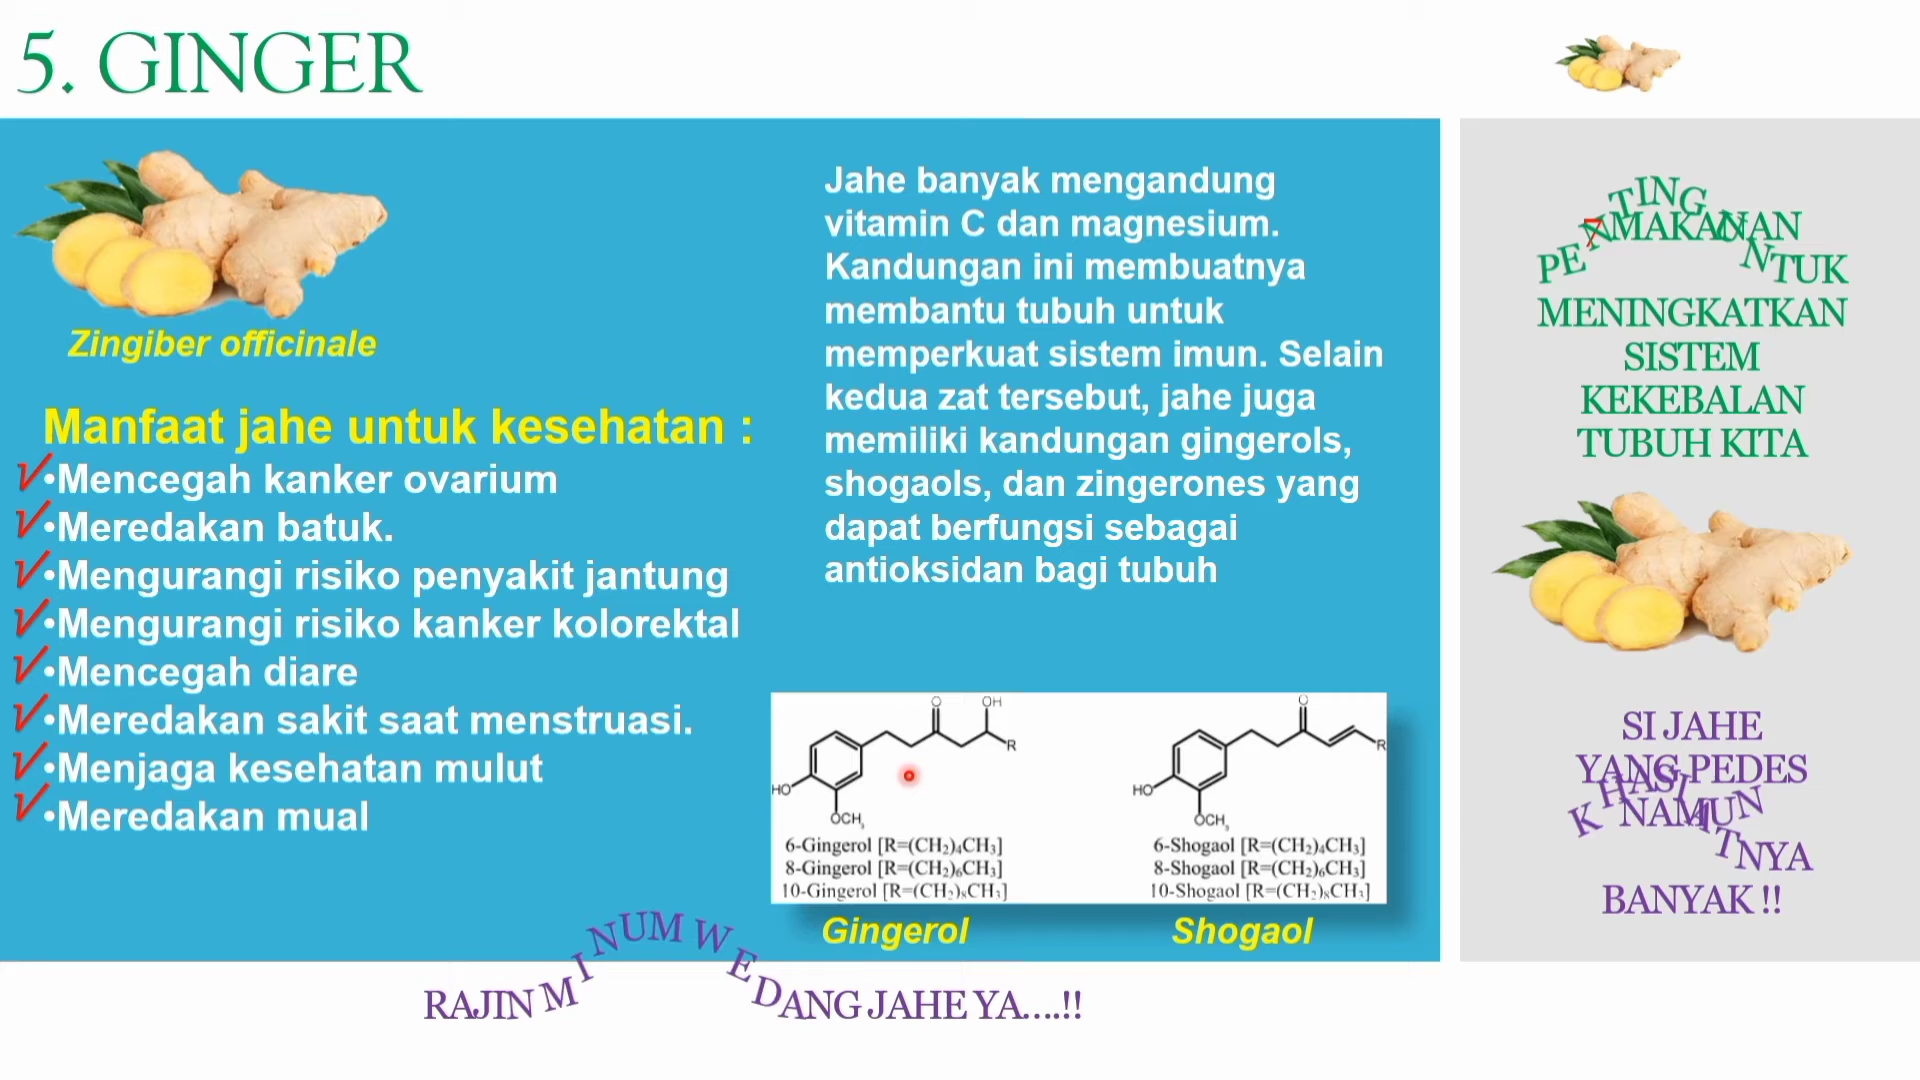 5. GINGER
Zingiber officinale
Manfaat jahe untuk kesehatan :
•Mencegah kanker ovarium
•Meredakan batuk.
•Mengurangi risiko penyakit jantung
•Mengurangi risiko kanker kolorektal
•Mencegah diare
•Meredakan sakit saat menstruasi.
•Menjaga kesehatan mulut
•Meredakan mual
Jahe banyak mengandung
vitamin C dan magnesium.
Kandungan ini membuatnya
membantu tubuh untuk
memperkuat sistem imun. Selain
kedua zat tersebut, jahe juga
memiliki kandungan gingerols,
shogaols, dan zingerones yang
dapat berfungsi sebagai
antioksidan bagi tubuh
O
OH
R
HO
OCH₃
6-Gingerol [R=(CH₂)₄CH₃]
8-Gingerol [R=(CH₂)₆CH₃]
10-Gingerol [R=(CH₂)₈CH₃]
Gingerol
O
R
HO
OCH₃
6-Shogaol [R=(CH₂)₄CH₃]
8-Shogaol [R=(CH₂)₆CH₃]
10-Shogaol [R=(CH₂)₈CH₃]
Shogaol
RAJIN MINUM WEDANG JAHE YA....!!
7 MAKANAN
PENTING UNTUK
MENINGKATKAN
SISTEM
KEKEBALAN
TUBUH KITA
SI JAHE
YANG PEDES
NAMUN
KHASIATNYA
BANYAK !!